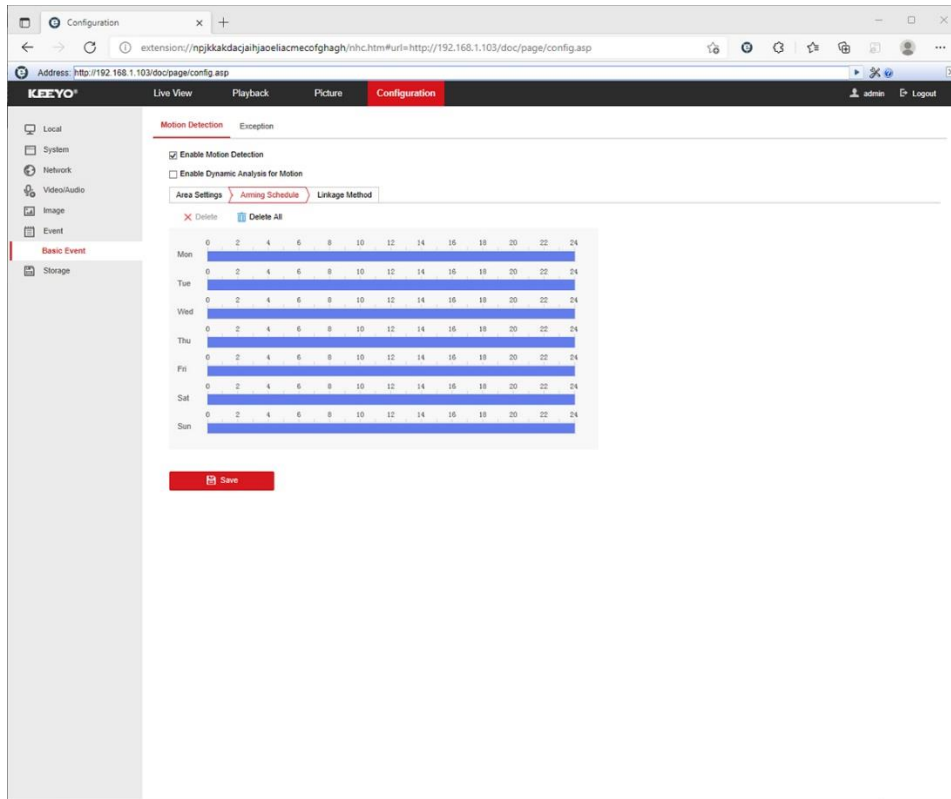 Configuration
extension://npjkkakdacjaihjaoeliacmecofghagh/nhc.htm#url=http://192.168.1.103/doc/page/config.asp
Address: http://192.168.1.103/doc/page/config.asp
KEEYO® Live View Playback Picture Configuration admin Logout
Local
System
Network
Video/Audio
Image
Event
Basic Event
Storage
Motion Detection Exception
Enable Motion Detection
Enable Dynamic Analysis for Motion
Area Settings Arming Schedule Linkage Method
Delete Delete All
0 2 4 6 8 10 12 14 16 18 20 22 24
Mon
0 2 4 6 8 10 12 14 16 18 20 22 24
Tue
0 2 4 6 8 10 12 14 16 18 20 22 24
Wed
0 2 4 6 8 10 12 14 16 18 20 22 24
Thu
0 2 4 6 8 10 12 14 16 18 20 22 24
Fri
0 2 4 6 8 10 12 14 16 18 20 22 24
Sat
0 2 4 6 8 10 12 14 16 18 20 22 24
Sun
Save